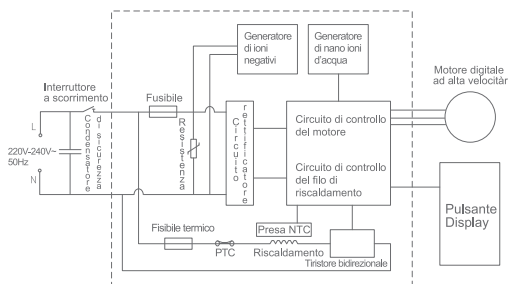 Generatore
di ioni
negativi
Generatore
di nano ioni
d'acqua
Motore digitale
ad alta velocitàr
Interruttore
a scorrimento
Fusibile
L
220V-240V~
50Hz
N
Condensatore
di sicurezza
Resistenza
Circuito
rettificatore
Circuito di controllo
del motore
Circuito di controllo
del filo di
riscaldamento
Pulsante
Display
Presa NTC
Fisibile termico
PTC
Riscaldamento
Tiristore bidirezionale